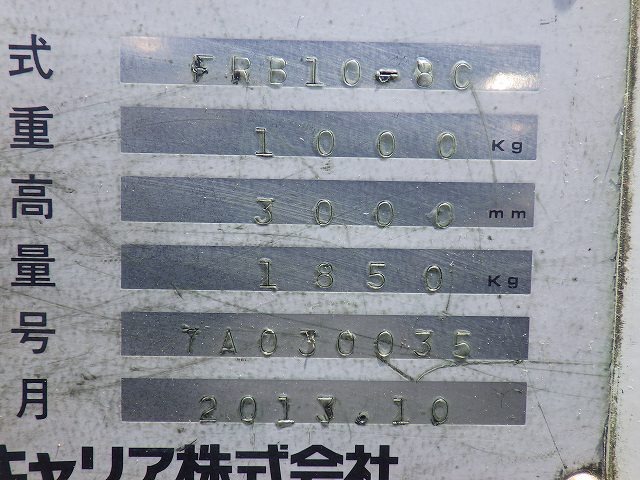 式 FRB10-8C
重 1000 Kg
高 3000 mm
量 1850 Kg
号 7A030035
月 2013.10
キャリア株式会社